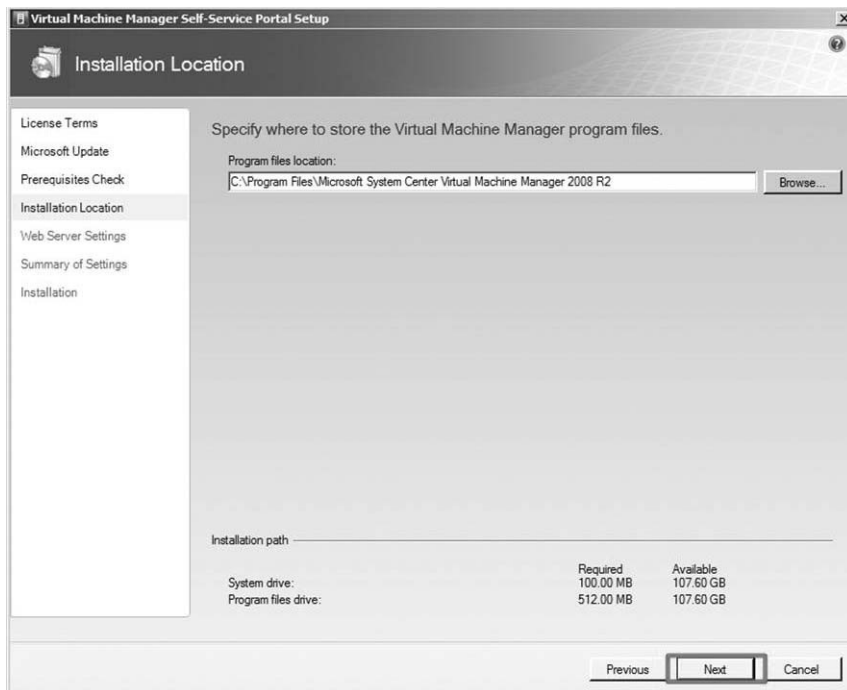 Virtual Machine Manager Self-Service Portal Setup
Installation Location
License Terms
Microsoft Update
Prerequisites Check
Installation Location
Web Server Settings
Summary of Settings
Installation
Specify where to store the Virtual Machine Manager program files.
Program files location:
C:\Program Files\Microsoft System Center Virtual Machine Manager 2008 R2
Browse...
Installation path
Required Available
System drive: 100.00 MB 107.60 GB
Program files drive: 512.00 MB 107.60 GB
Previous Next Cancel